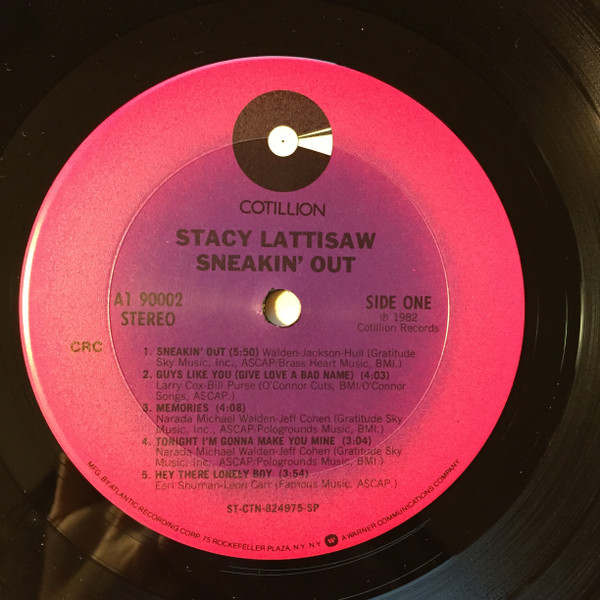 COTILLION
STACY LATTISAW
SNEAKIN' OUT
A1 90002
STEREO
SIDE ONE
℗ 1982
Cotillion Records
CRC
1. SNEAKIN' OUT (5:50) Walden-Jackson-Hull (Gratitude
Sky Music, Inc., ASCAP/Brass Heart Music, BMI.)
2. GUYS LIKE YOU (GIVE LOVE A BAD NAME) (4:03)
Larry Cox-Bill Purse (O'Connor Cuts, BMI/O'Connor
Songs, ASCAP.)
3. MEMORIES (4:08)
Narada Michael Walden-Jeff Cohen (Gratitude Sky
Music, Inc., ASCAP/Pologrounds Music, BMI.)
4. TONIGHT I'M GONNA MAKE YOU MINE (3:04)
Narada Michael Walden-Jeff Cohen (Gratitude Sky
Music, Inc., ASCAP/Pologrounds Music, BMI.)
5. HEY THERE LONELY BOY (3:54)
Earl Shuman-Leon Carr (Famous Music, ASCAP.)
ST-CTN-824975-SP
MFG. BY ATLANTIC RECORDING CORP. 75 ROCKEFELLER PLAZA, N.Y. N.Y. W A WARNER COMMUNICATIONS COMPANY